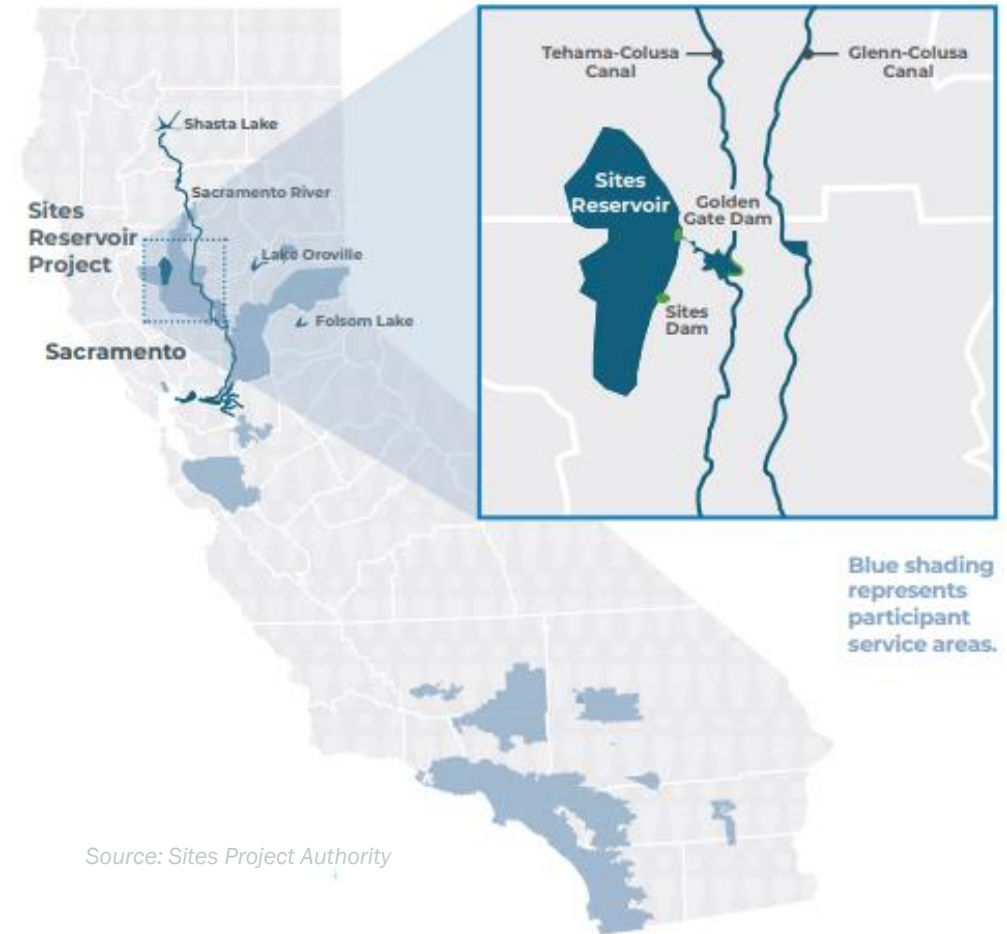 Tehama-Colusa
Canal
Glenn-Colusa
Canal
Sites
Reservoir
Golden
Gate Dam
Sites
Dam
Shasta Lake
Sacramento River
Sites
Reservoir
Project
Lake Oroville
Folsom Lake
Sacramento
Blue shading
represents
participant
service areas.
Source: Sites Project Authority